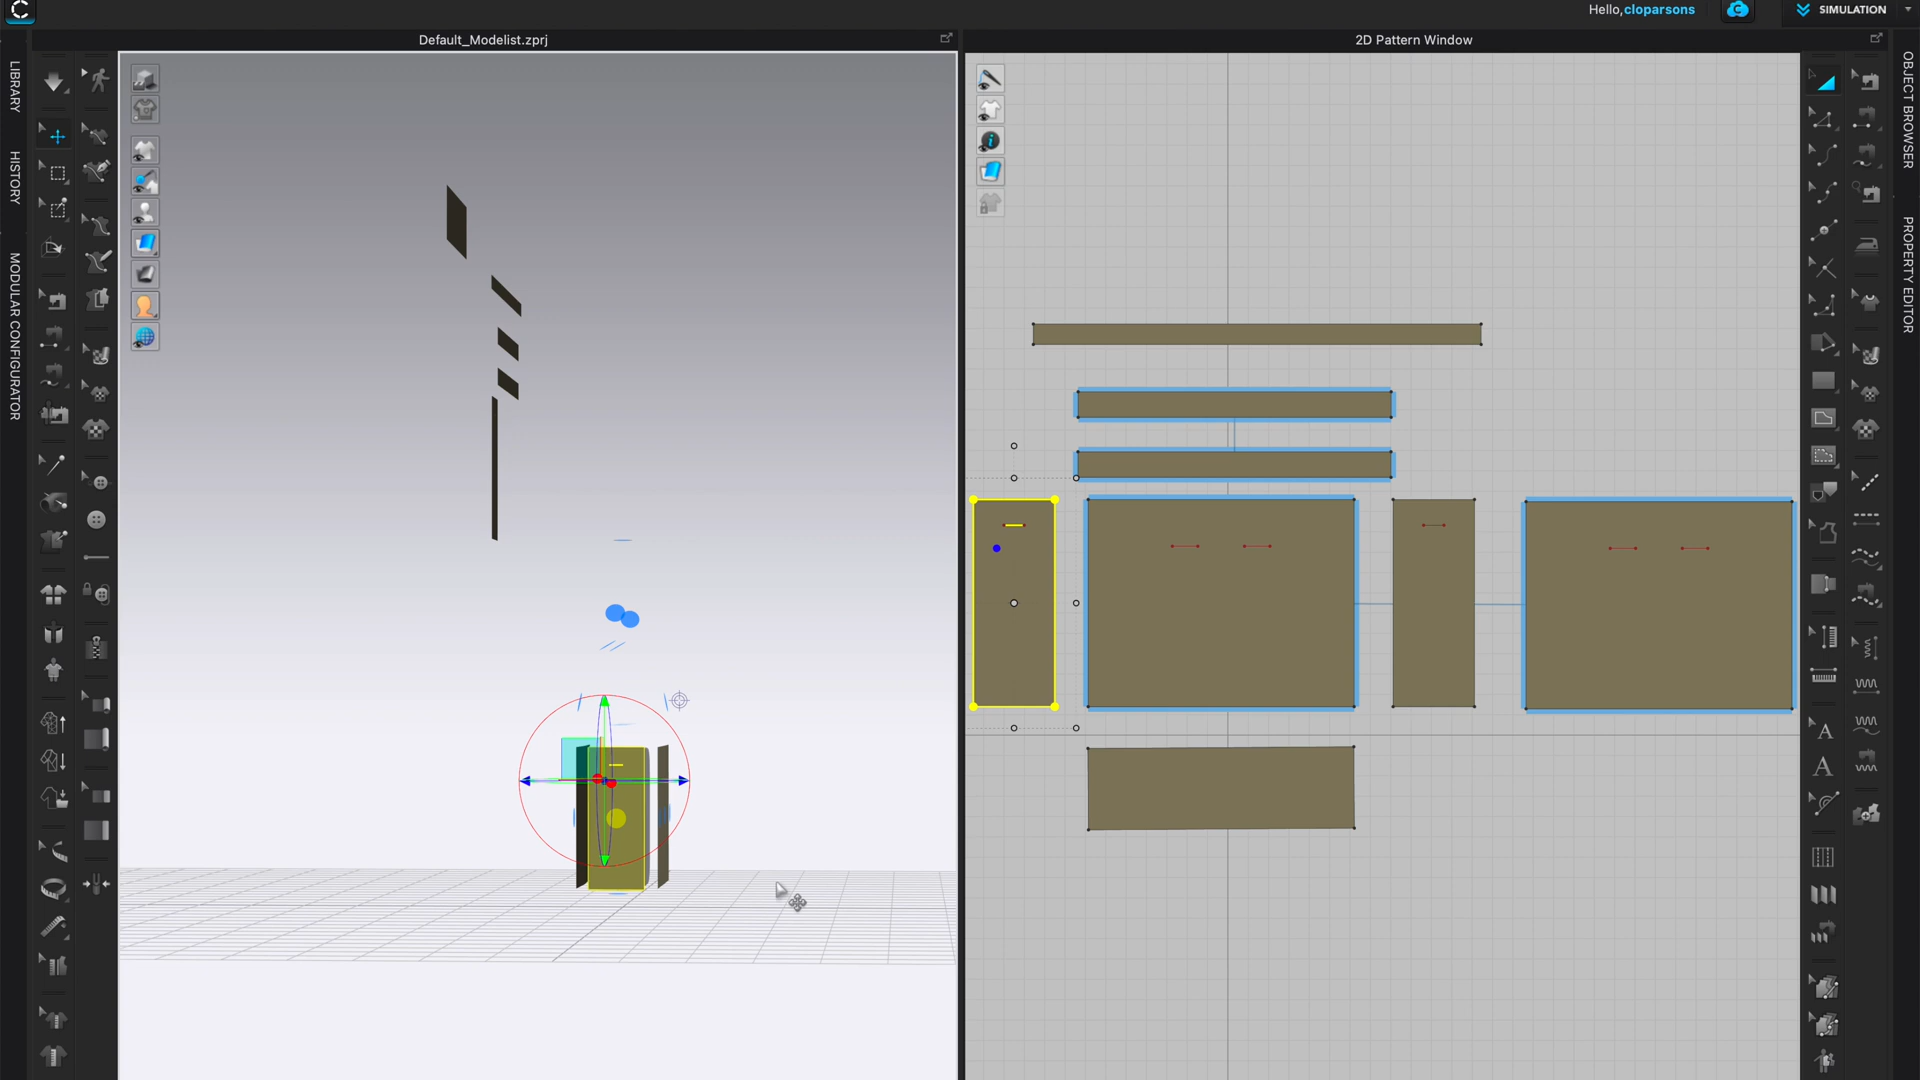 Hello,cloparsons
SIMULATION
Default_Modelist.zprj
2D Pattern Window
LIBRARY
HISTORY
MODULAR CONFIGURATOR
OBJECT BROWSER
PROPERTY EDITOR
A
A